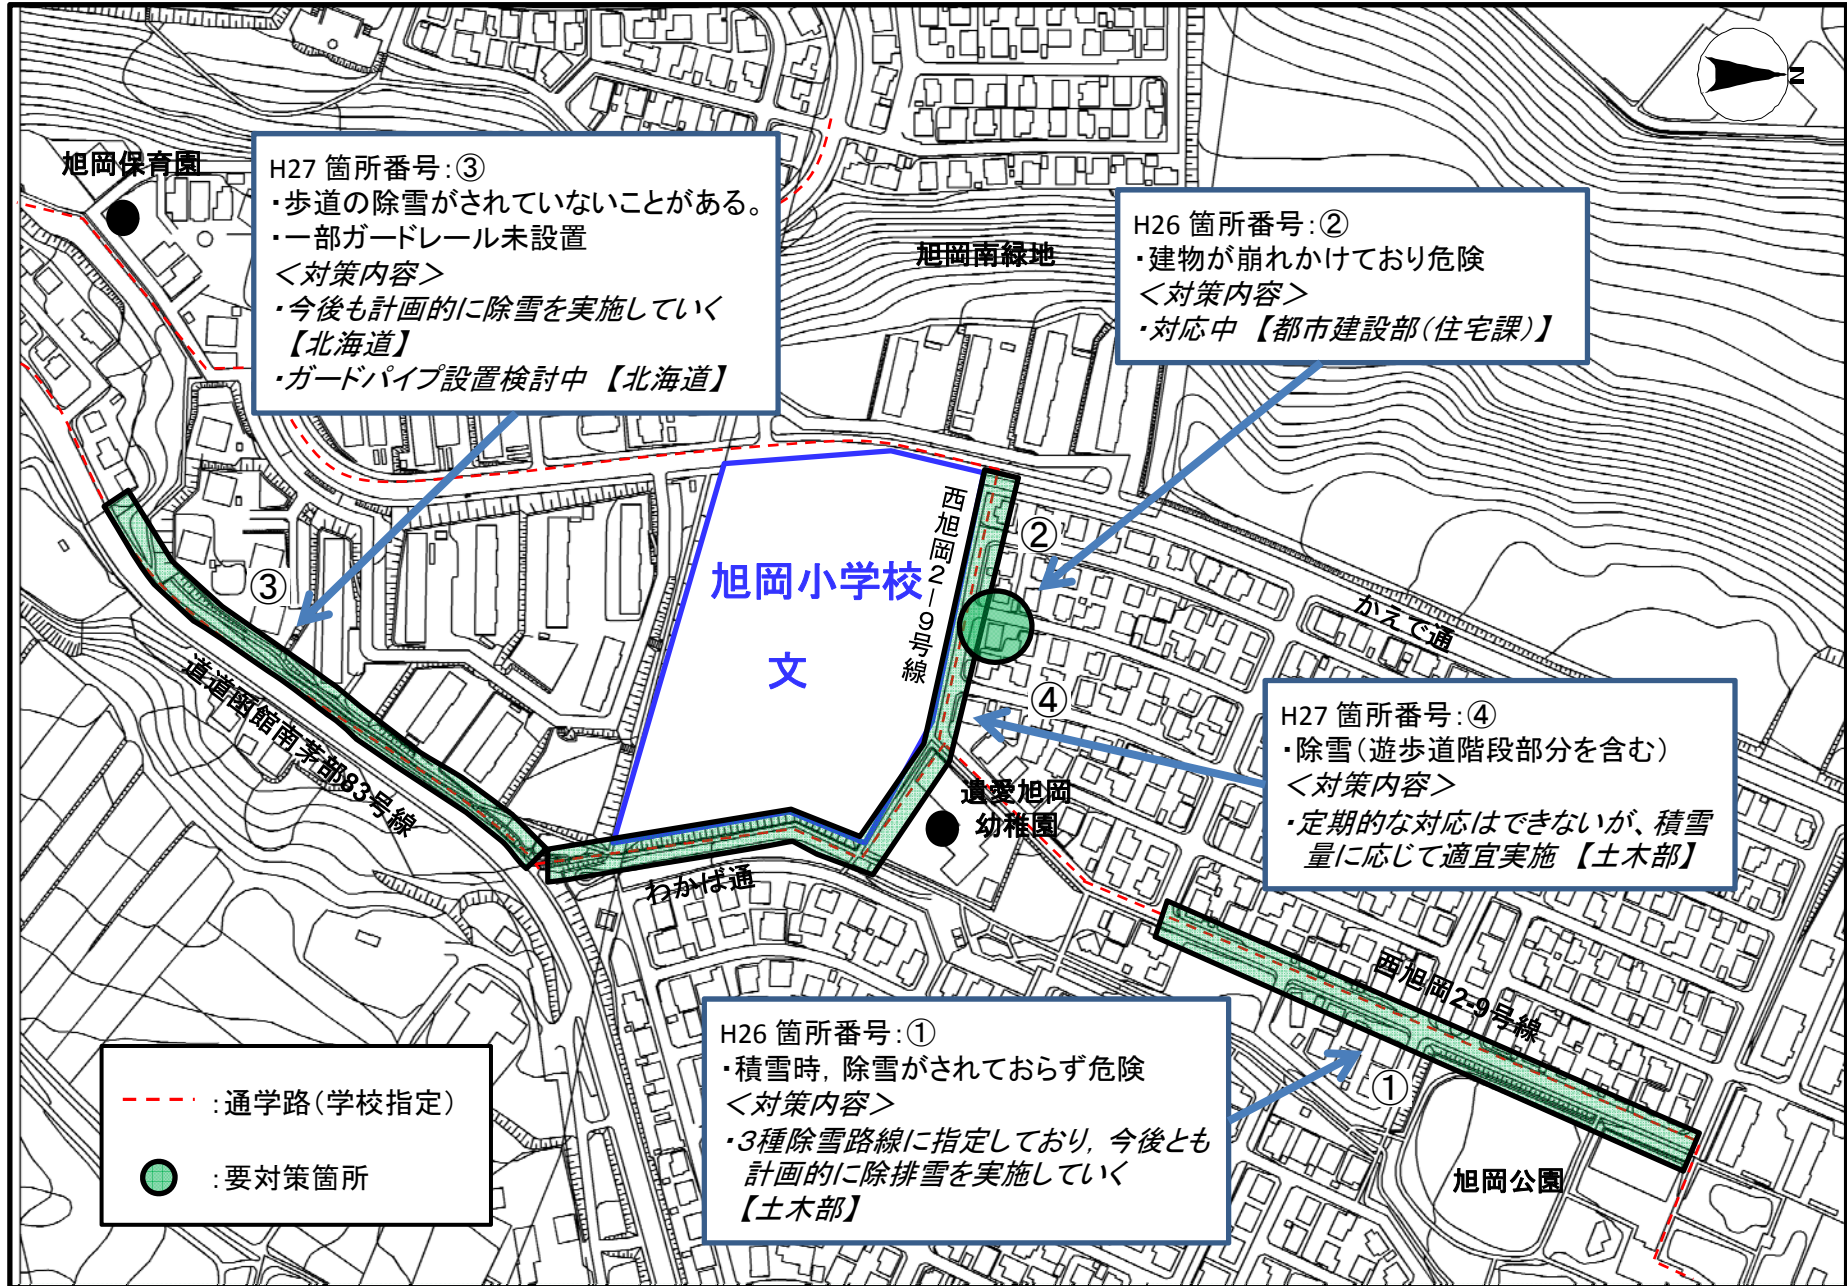 N
旭岡保育園
H27 箇所番号：③
・歩道の除雪がされていないことがある。
・一部ガードレール未設置
＜対策内容＞
・今後も計画的に除雪を実施していく
【北海道】
・ガードパイプ設置検討中 【北海道】
旭岡南緑地
H26 箇所番号：②
・建物が崩れかけており危険
＜対策内容＞
・対応中 【都市建設部（住宅課）】
西旭岡２－９号線
②
③
旭岡小学校
文
かえで通
④
道道函館南茅部83号線
遺愛旭岡
幼稚園
H27 箇所番号：④
・除雪（遊歩道階段部分を含む）
＜対策内容＞
・定期的な対応はできないが、積雪
量に応じて適宜実施 【土木部】
わかば通
西旭岡2-9号線
H26 箇所番号：①
・積雪時，除雪がされておらず危険
＜対策内容＞
・３種除雪路線に指定しており，今後とも
計画的に除排雪を実施していく
【土木部】
①
旭岡公園
：通学路（学校指定）
：要対策箇所